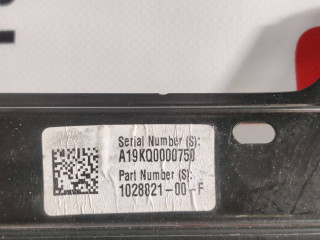 Serial Number (S):
A19KQ0000750
Part Number (S):
1028821-00-F